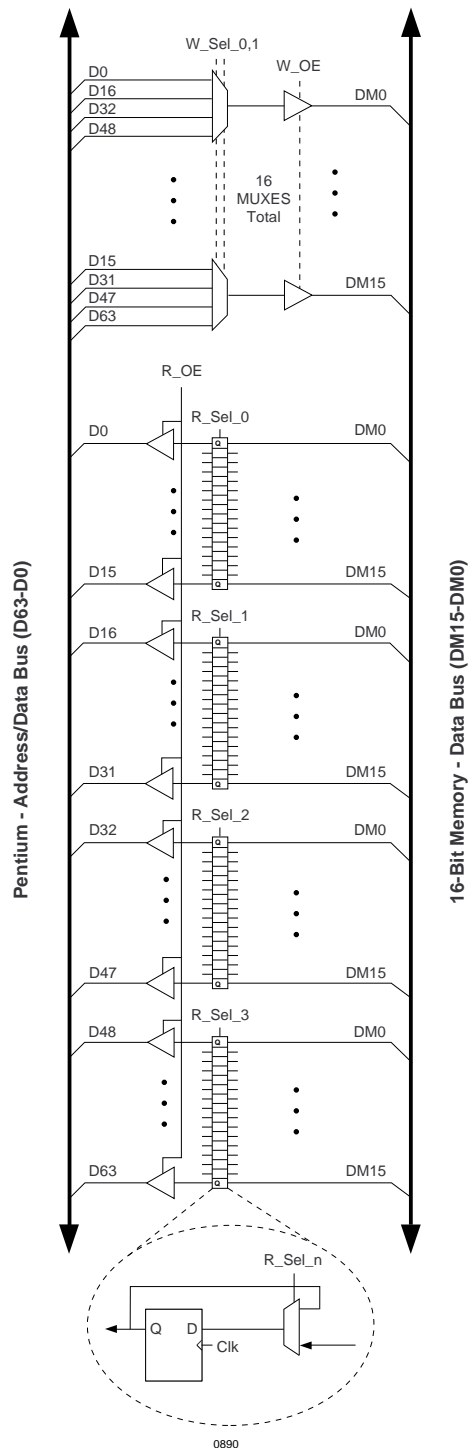 W_Sel_0,1
W_OE
D0
D16
D32
D48
DM0
16
MUXES
Total
D15
D31
D47
D63
DM15
R_OE
R_Sel_0
D0
Q
DM0
D15
Q
DM15
R_Sel_1
D16
Q
DM0
D31
Q
DM15
R_Sel_2
D32
Q
DM0
D47
Q
DM15
R_Sel_3
D48
Q
DM0
D63
Q
DM15
Pentium - Address/Data Bus (D63-D0)
16-Bit Memory - Data Bus (DM15-DM0)
R_Sel_n
Q D
Clk
0890